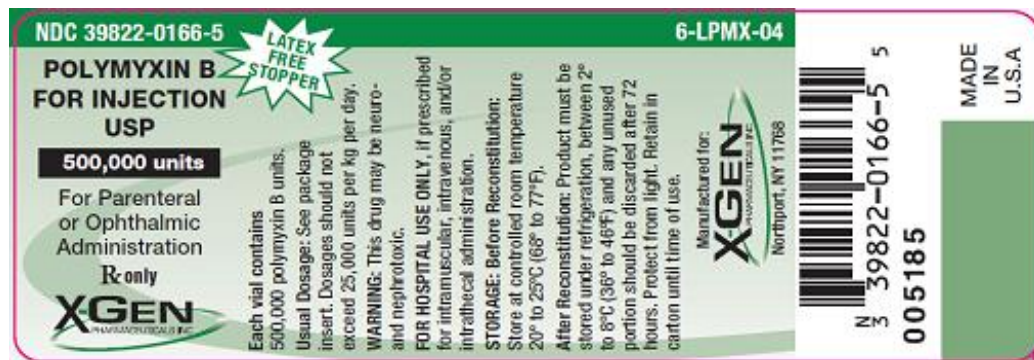 NDC 39822-0166-5
6-LPMX-04
LATEX
FREE
STOPPER
POLYMYXIN B
FOR INJECTION
USP
500,000 units
For Parenteral
or Ophthalmic
Administration
Rx only
XGEN
PHARMACEUTICALS INC
Each vial contains
500,000 polymyxin B units.
Usual Dosage: See package
insert. Dosages should not
exceed 25,000 units per kg per day.
WARNING: This drug may be neuro-
and nephrotoxic.
FOR HOSPITAL USE ONLY, if prescribed
for intramuscular, intravenous, and/or
intrathecal administration.
STORAGE: Before Reconstitution:
Store at controlled room temperature
20° to 25°C (68° to 77°F).
After Reconstitution: Product must be
stored under refrigeration, between 2°
to 8°C (36° to 46°F) and any unused
portion should be discarded after 72
hours. Protect from light. Retain in
carton until time of use.
Manufactured for:
X-GEN
PHARMACEUTICALS INC
Northport, NY 11768
N
3 39822-0166-5 5
005185
MADE
IN
U.S.A